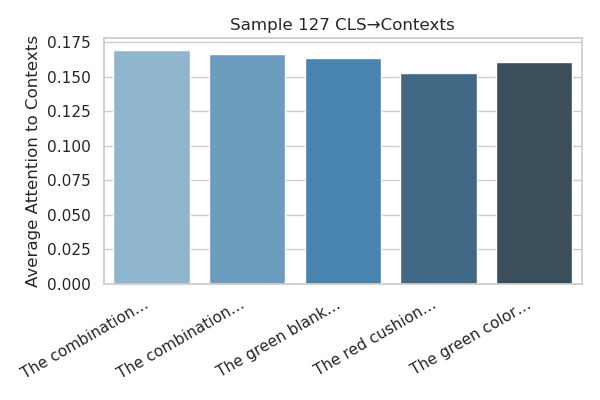 Sample 127 CLS→Contexts
Average Attention to Contexts
0.175
0.150
0.125
0.100
0.075
0.050
0.025
0.000
The combination...
The combination...
The green blank...
The red cushion...
The green color...